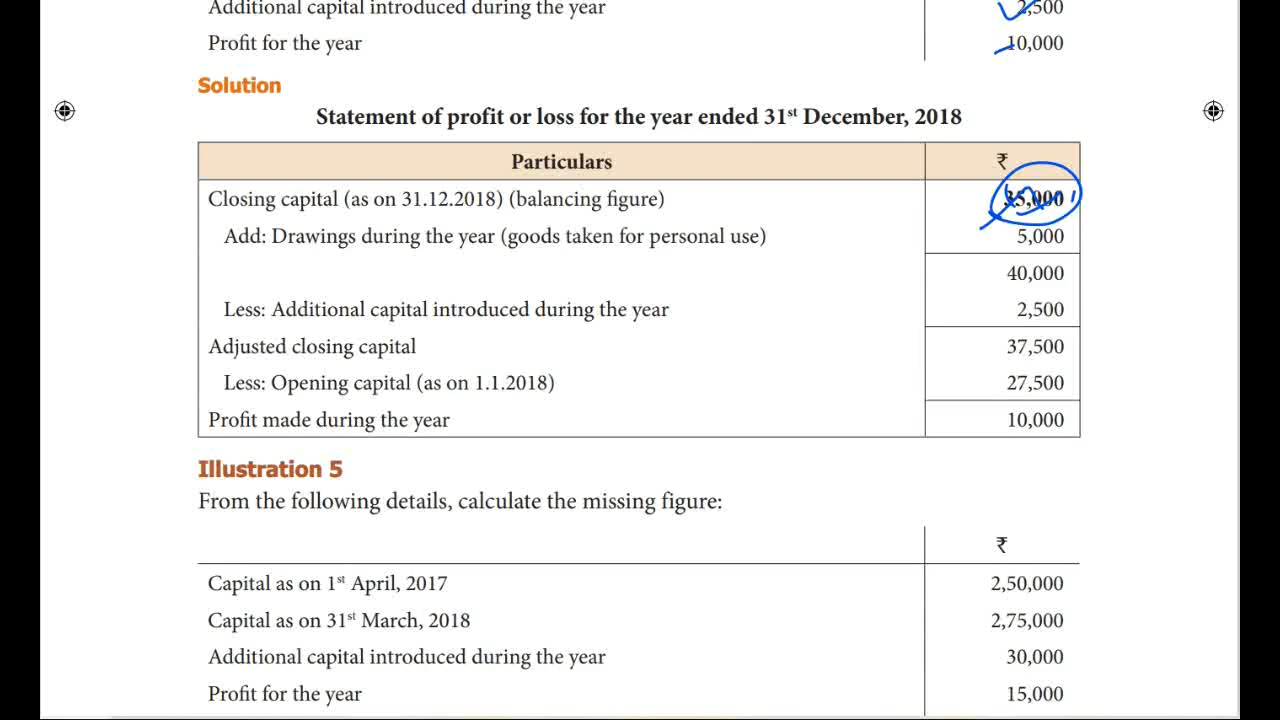 Additional capital introduced during the year 2,500
Profit for the year 10,000
Solution
Statement of profit or loss for the year ended 31st December, 2018
Particulars ₹
Closing capital (as on 31.12.2018) (balancing figure) 35,000
Add: Drawings during the year (goods taken for personal use) 5,000
40,000
Less: Additional capital introduced during the year 2,500
Adjusted closing capital 37,500
Less: Opening capital (as on 1.1.2018) 27,500
Profit made during the year 10,000
Illustration 5
From the following details, calculate the missing figure:
₹
Capital as on 1st April, 2017 2,50,000
Capital as on 31st March, 2018 2,75,000
Additional capital introduced during the year 30,000
Profit for the year 15,000